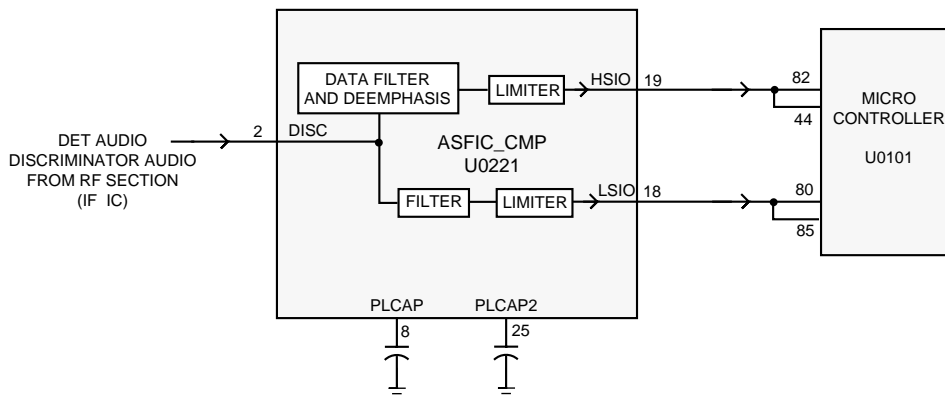 DATA FILTER
AND DEEMPHASIS
LIMITER
HSIO
19
82
44
MICRO
CONTROLLER
U0101
DET AUDIO
DISCRIMINATOR AUDIO
FROM RF SECTION
(IF IC)
2
DISC
ASFIC_CMP
U0221
FILTER
LIMITER
LSIO
18
80
85
PLCAP
8
PLCAP2
25